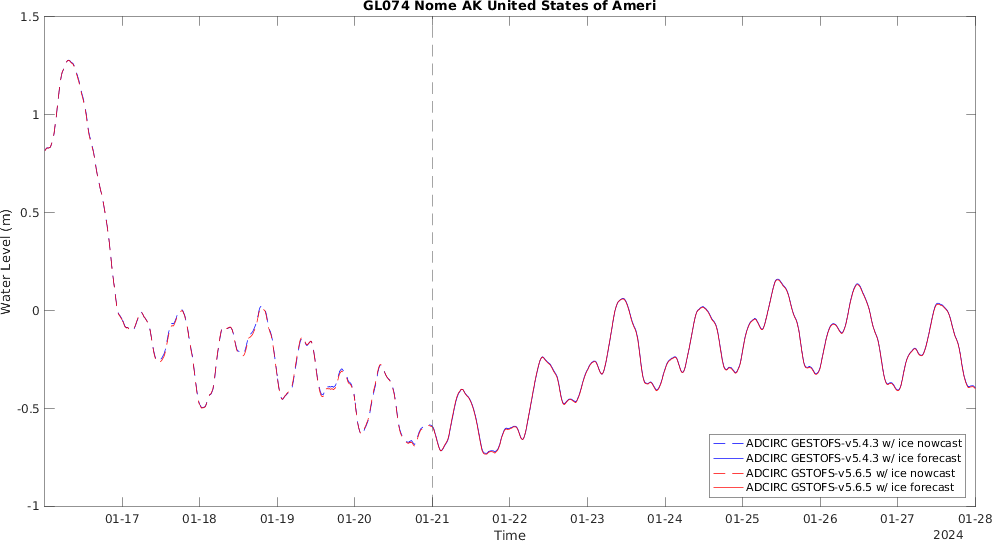 GL074 Nome AK United States of Ameri
1.5
1
0.5
0
-0.5
-1
Water Level (m)
01-17 01-18 01-19 01-20 01-21 01-22 01-23 01-24 01-25 01-26 01-27 01-28
Time
2024
ADCIRC GESTOFS-v5.4.3 w/ ice nowcast
ADCIRC GESTOFS-v5.4.3 w/ ice forecast
ADCIRC GSTOFS-v5.6.5 w/ ice nowcast
ADCIRC GSTOFS-v5.6.5 w/ ice forecast